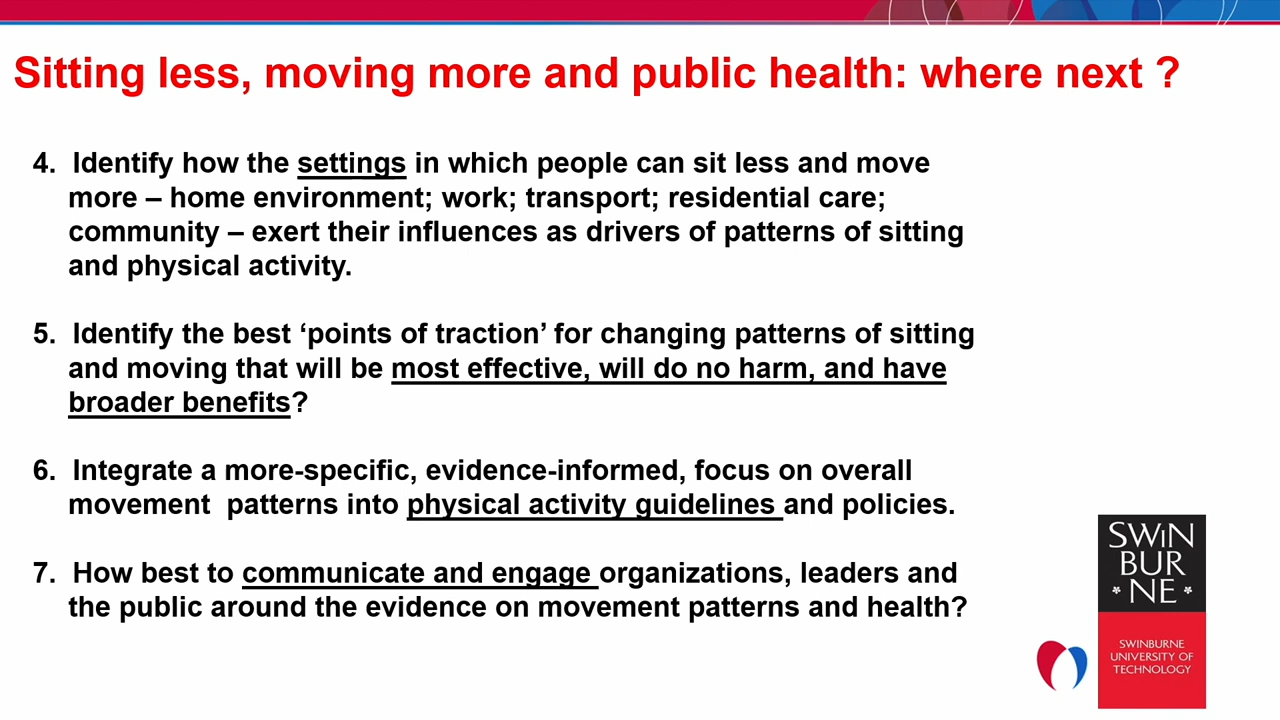 Sitting less, moving more and public health: where next ?
4. Identify how the settings in which people can sit less and move
more – home environment; work; transport; residential care;
community – exert their influences as drivers of patterns of sitting
and physical activity.
5. Identify the best ‘points of traction’ for changing patterns of sitting
and moving that will be most effective, will do no harm, and have
broader benefits?
6. Integrate a more-specific, evidence-informed, focus on overall
movement patterns into physical activity guidelines and policies.
7. How best to communicate and engage organizations, leaders and
the public around the evidence on movement patterns and health?
SWIN
BUR
NE
SWINBURNE
UNIVERSITY OF
TECHNOLOGY